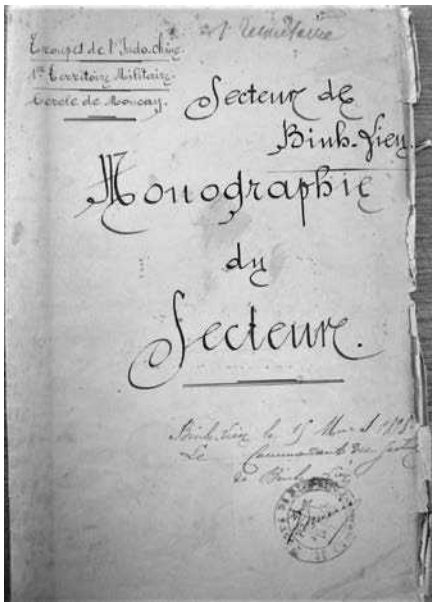 Troupes de l'Indo-chine
1er Territoire Militaire
Cercle de Moncay.
Secteur de
Binh-Lieu
Monographie
du
Secteur.
Binh-Lieu le 15
Le Commandant du Secteur
de Binh-Lieu